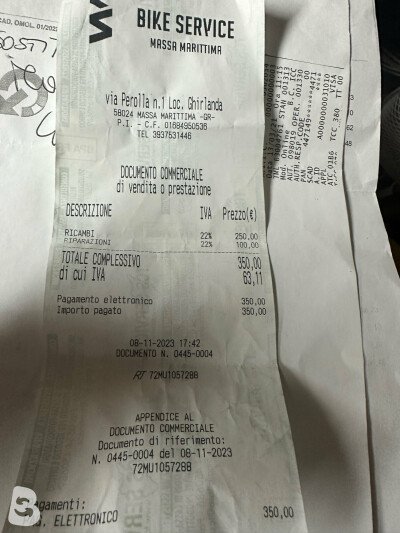 BIKE SERVICE
MASSA MARITTIMA
via Perolla n.1 Loc. Ghirlanda
58024 MASSA MARITTIMA -GR-
P.I. - C.F. 01684950536
TEL 3937531446
DOCUMENTO COMMERCIALE
di vendita o prestazione
DESCRIZIONE IVA Prezzo(€)
RICAMBI 22% 250,00
RIPARAZIONI 22% 100,00
TOTALE COMPLESSIVO 350,00
di cui IVA 63,11
Pagamento elettronico 350,00
Importo pagato 350,00
08-11-2023 17:42
DOCUMENTO N. 0445-0004
RT 72MU1057288
APPENDICE AL
DOCUMENTO COMMERCIALE
Documento di riferimento:
N. 0445-0004 del 08-11-2023
72MU1057288
Pagamenti:
PAG. ELETTRONICO 350,00